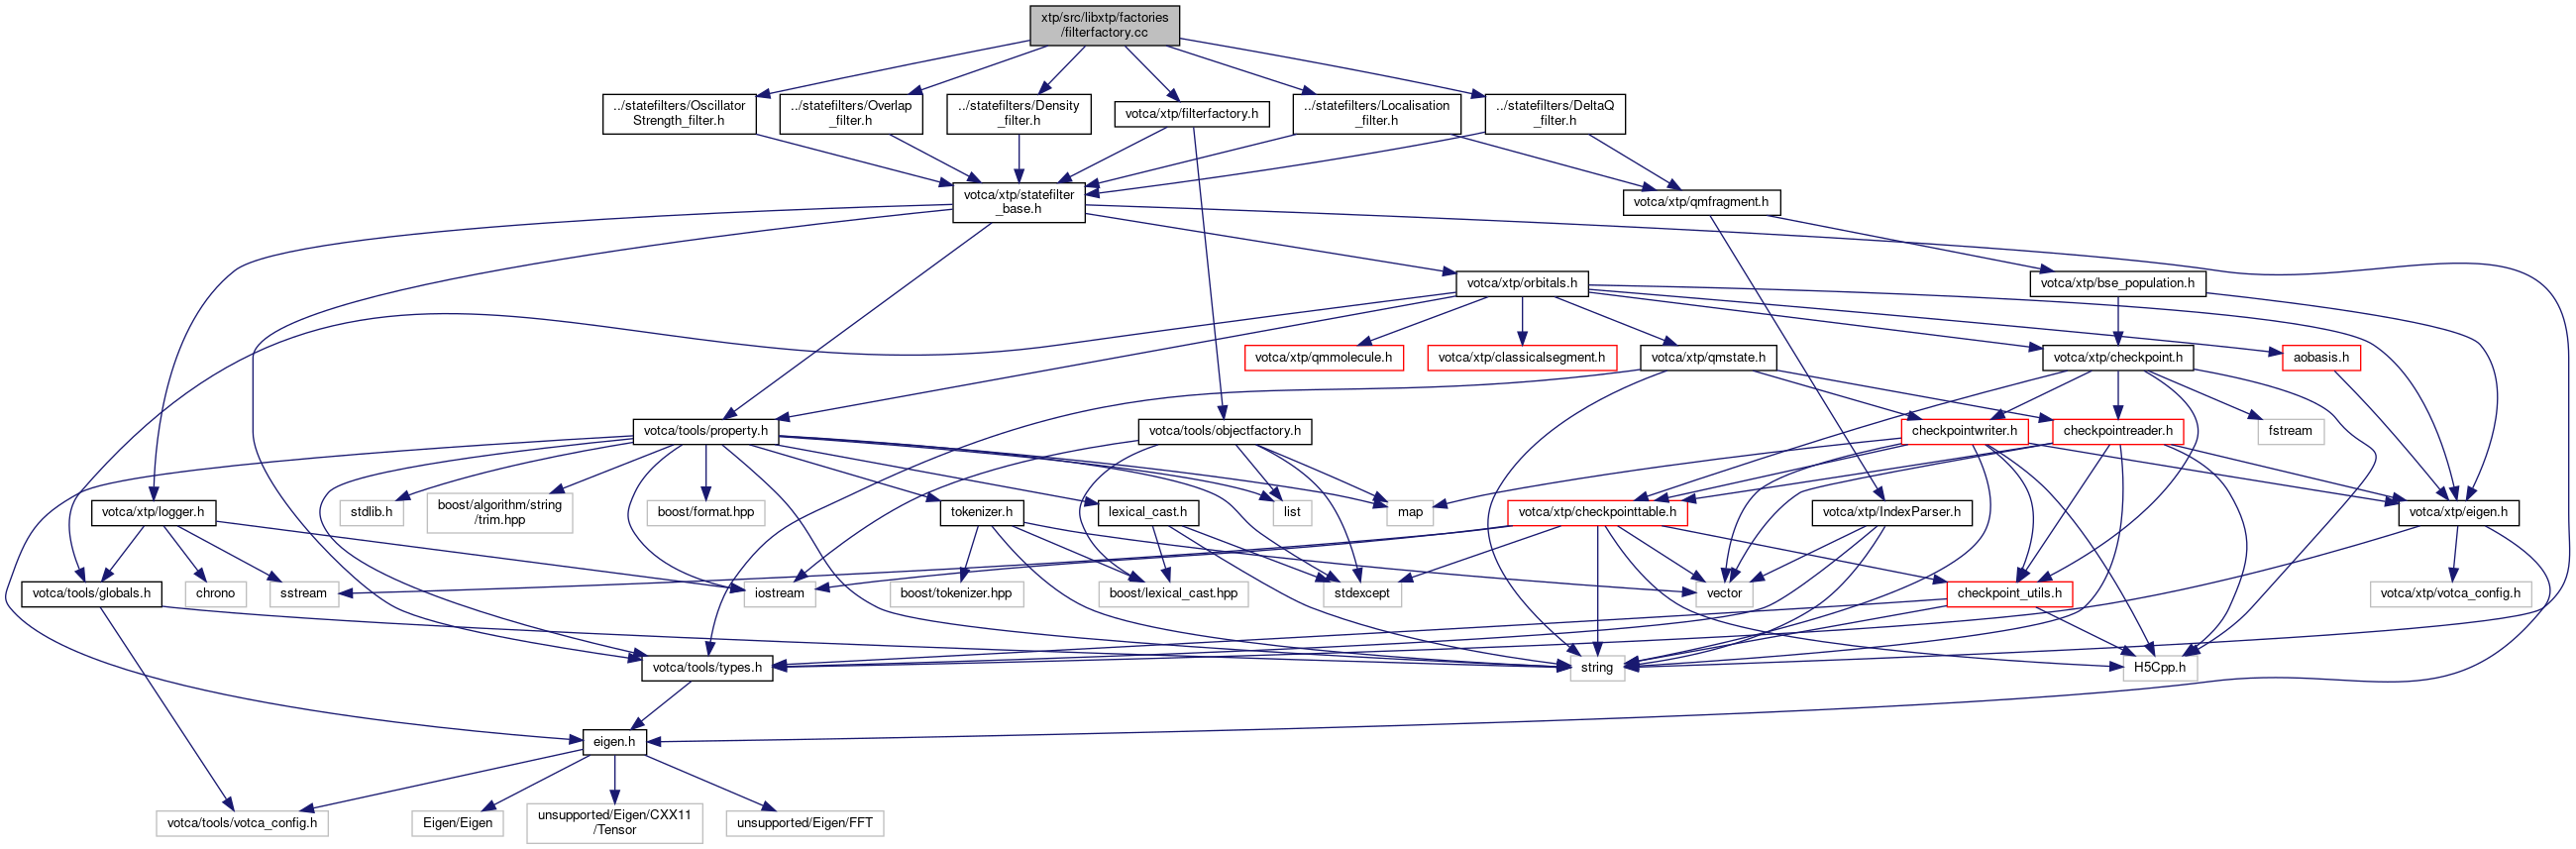 xtp/src/libxtp/factories
/filterfactory.cc
../statefilters/Oscillator
Strength_filter.h
../statefilters/Overlap
_filter.h
../statefilters/Density
_filter.h
votca/xtp/filterfactory.h
../statefilters/Localisation
_filter.h
../statefilters/DeltaQ
_filter.h
votca/xtp/statefilter
_base.h
votca/xtp/qmfragment.h
votca/xtp/orbitals.h
votca/xtp/bse_population.h
votca/xtp/qmmolecule.h
votca/xtp/classicalsegment.h
votca/xtp/qmstate.h
votca/xtp/checkpoint.h
aobasis.h
votca/tools/property.h
votca/tools/objectfactory.h
checkpointwriter.h
checkpointreader.h
fstream
votca/xtp/logger.h
stdlib.h
boost/algorithm/string
/trim.hpp
boost/format.hpp
tokenizer.h
lexical_cast.h
list
map
votca/xtp/checkpointtable.h
votca/xtp/IndexParser.h
votca/xtp/eigen.h
votca/tools/globals.h
chrono
sstream
iostream
boost/tokenizer.hpp
boost/lexical_cast.hpp
stdexcept
vector
checkpoint_utils.h
votca/xtp/votca_config.h
votca/tools/types.h
string
H5Cpp.h
eigen.h
votca/tools/votca_config.h
Eigen/Eigen
unsupported/Eigen/CXX11
/Tensor
unsupported/Eigen/FFT